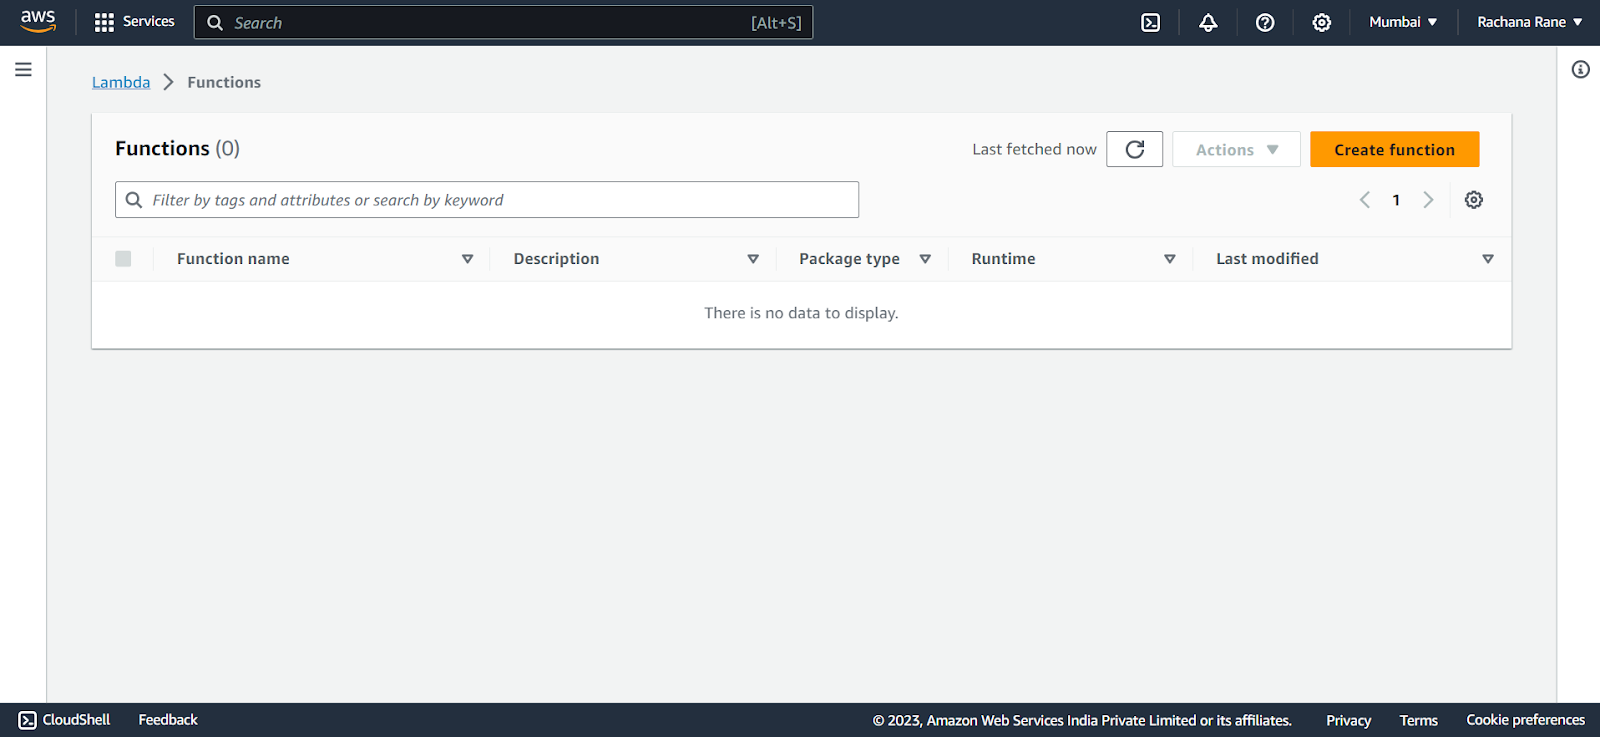 aws Services Search [Alt+S] Mumbai Rachana Rane
Lambda Functions
Functions (0) Last fetched now Actions Create function
Filter by tags and attributes or search by keyword 1
Function name Description Package type Runtime Last modified
There is no data to display.
CloudShell Feedback © 2023, Amazon Web Services India Private Limited or its affiliates. Privacy Terms Cookie preferences